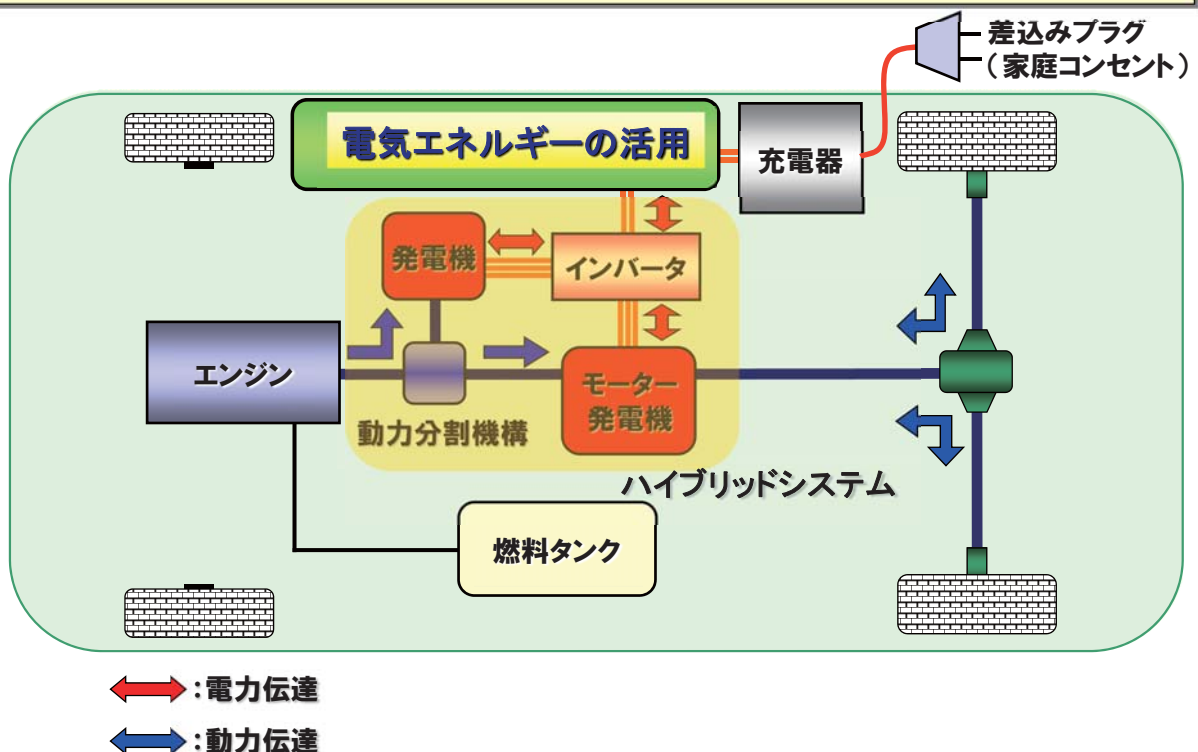 差込みプラグ
(家庭コンセント)
電気エネルギーの活用
充電器
発電機
インバータ
エンジン
モーター
発電機
動力分割機構
ハイブリッドシステム
燃料タンク
:電力伝達
:動力伝達